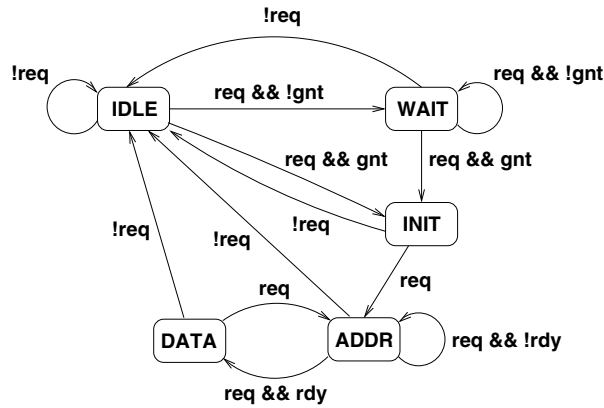 !req
!req
req && !gnt
req && !gnt
IDLE
WAIT
req && gnt
req && gnt
!req
!req
!req
INIT
req
req
DATA
ADDR
req && !rdy
req && rdy